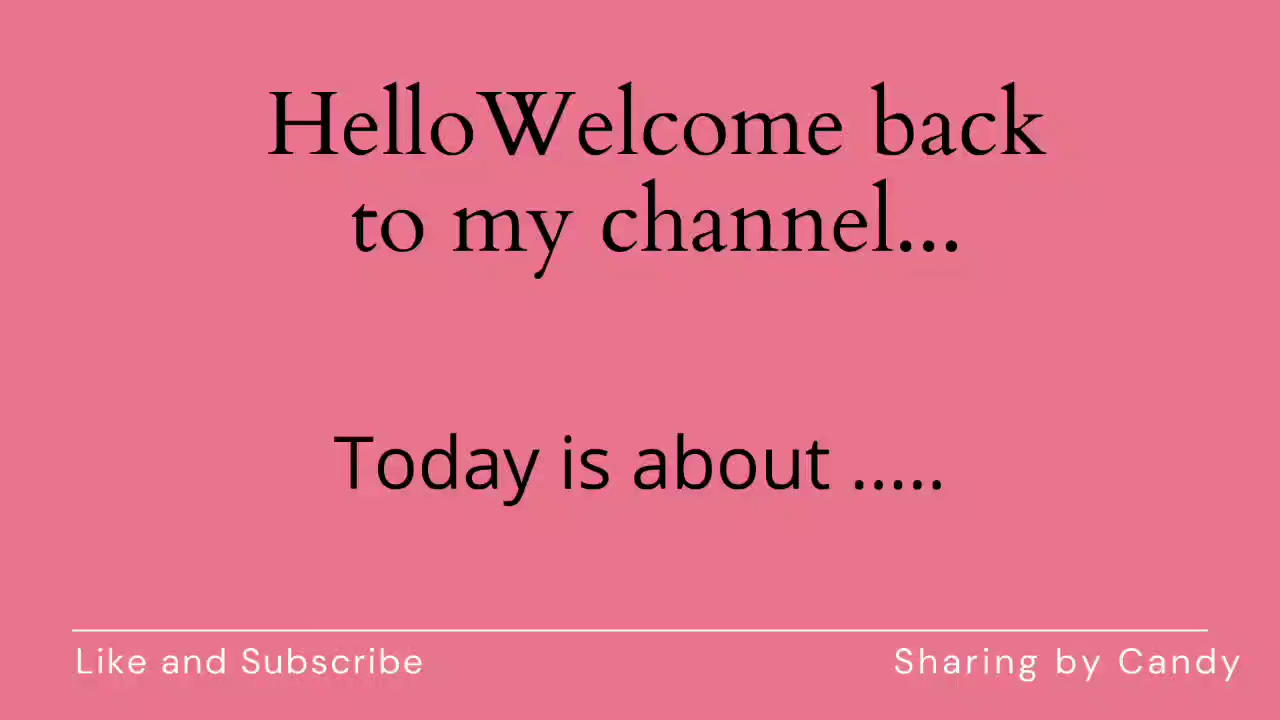 HelloWelcome back
to my channel...
Today is about .....
Like and Subscribe
Sharing by Candy